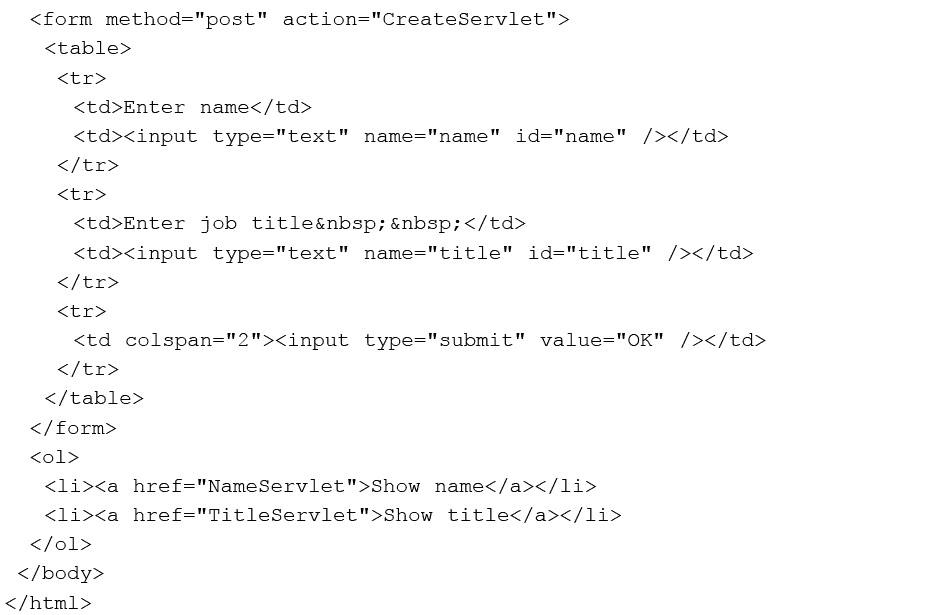 <form method="post" action="CreateServlet">
<table>
<tr>
<td>Enter name</td>
<td><input type="text" name="name" id="name" /></td>
</tr>
<tr>
<td>Enter job title&nbsp;&nbsp;</td>
<td><input type="text" name="title" id="title" /></td>
</tr>
<tr>
<td colspan="2"><input type="submit" value="OK" /></td>
</tr>
</table>
</form>
<ol>
<li><a href="NameServlet">Show name</a></li>
<li><a href="TitleServlet">Show title</a></li>
</ol>
</body>
</html>